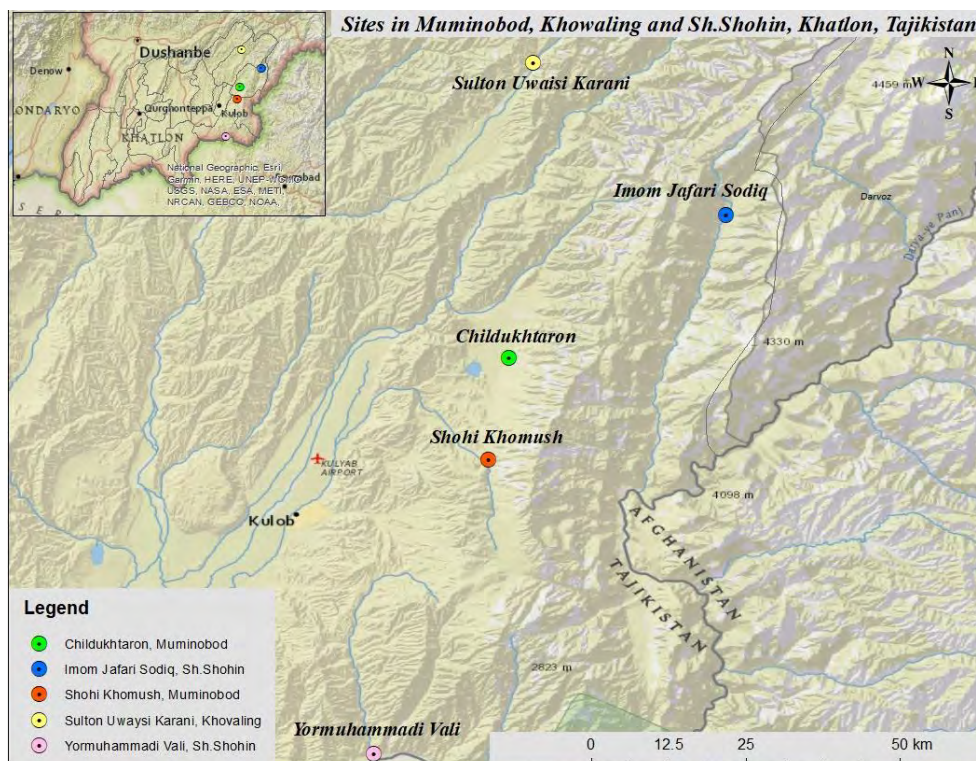 Sites in Muminobod, Khowaling and Sh.Shohin, Khatlon, Tajikistan
Dushanbe
Denow
Qurghonteppa
Kulob
KHATLON
National Geographic, Esri,
Garmin, HERE, UNEP-WCMC,
USGS, NASA, ESA, METI,
NRCAN, GEBCO, NOAA,
N
W
S
4459 m
Sulton Uwaisi Karani
Imom Jafari Sodiq
Darvoz
Childukhtaron
4330 m
Shohi Khomush
KULYAB
AIRPORT
4098 m
Kulob
AFGHANISTAN
TAJIKISTAN
2823 m
Legend
Childukhtaron, Muminobod
Imom Jafari Sodiq, Sh.Shohin
Shohi Khomush, Muminobod
Sulton Uwaysi Karani, Khovaling
Yormuhammadi Vali, Sh.Shohin
Yormuhammadi Vali
0 12.5 25 50 km